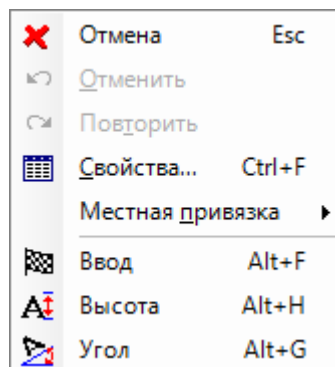 Отмена Esc
Отменить
Повторить
Свойства... Ctrl+F
Местная привязка
Ввод Alt+F
Высота Alt+H
Угол Alt+G